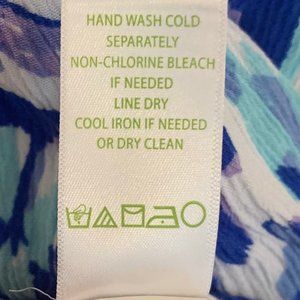 HAND WASH COLD
SEPARATELY
NON-CHLORINE BLEACH
IF NEEDED
LINE DRY
COOL IRON IF NEEDED
OR DRY CLEAN